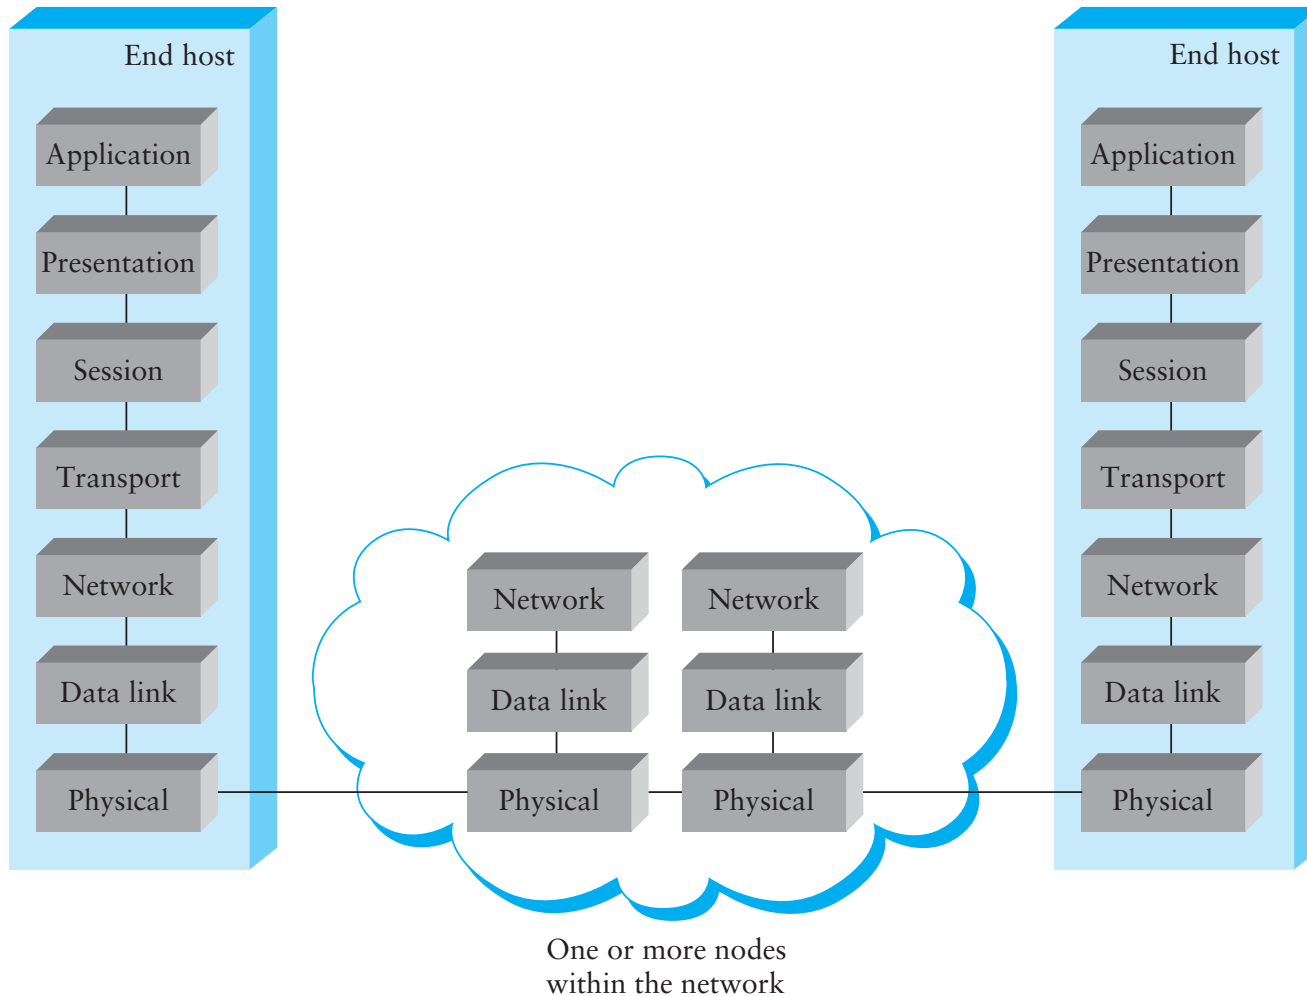 End host
Application
Presentation
Session
Transport
Network
Data link
Physical
Network
Data link
Physical
Network
Data link
Physical
One or more nodes
within the network
End host
Application
Presentation
Session
Transport
Network
Data link
Physical